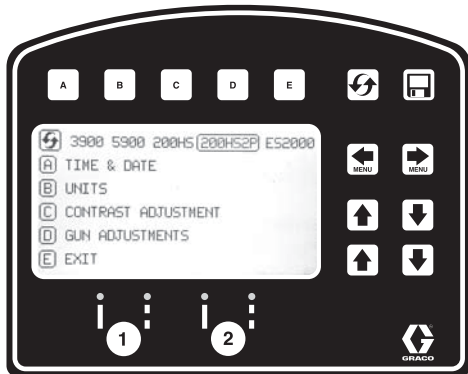 A B C D E
3900 5900 200HS 200HS2P ES2000
A TIME & DATE
B UNITS
C CONTRAST ADJUSTMENT
D GUN ADJUSTMENTS
E EXIT
MENU MENU
1 2
GRACO